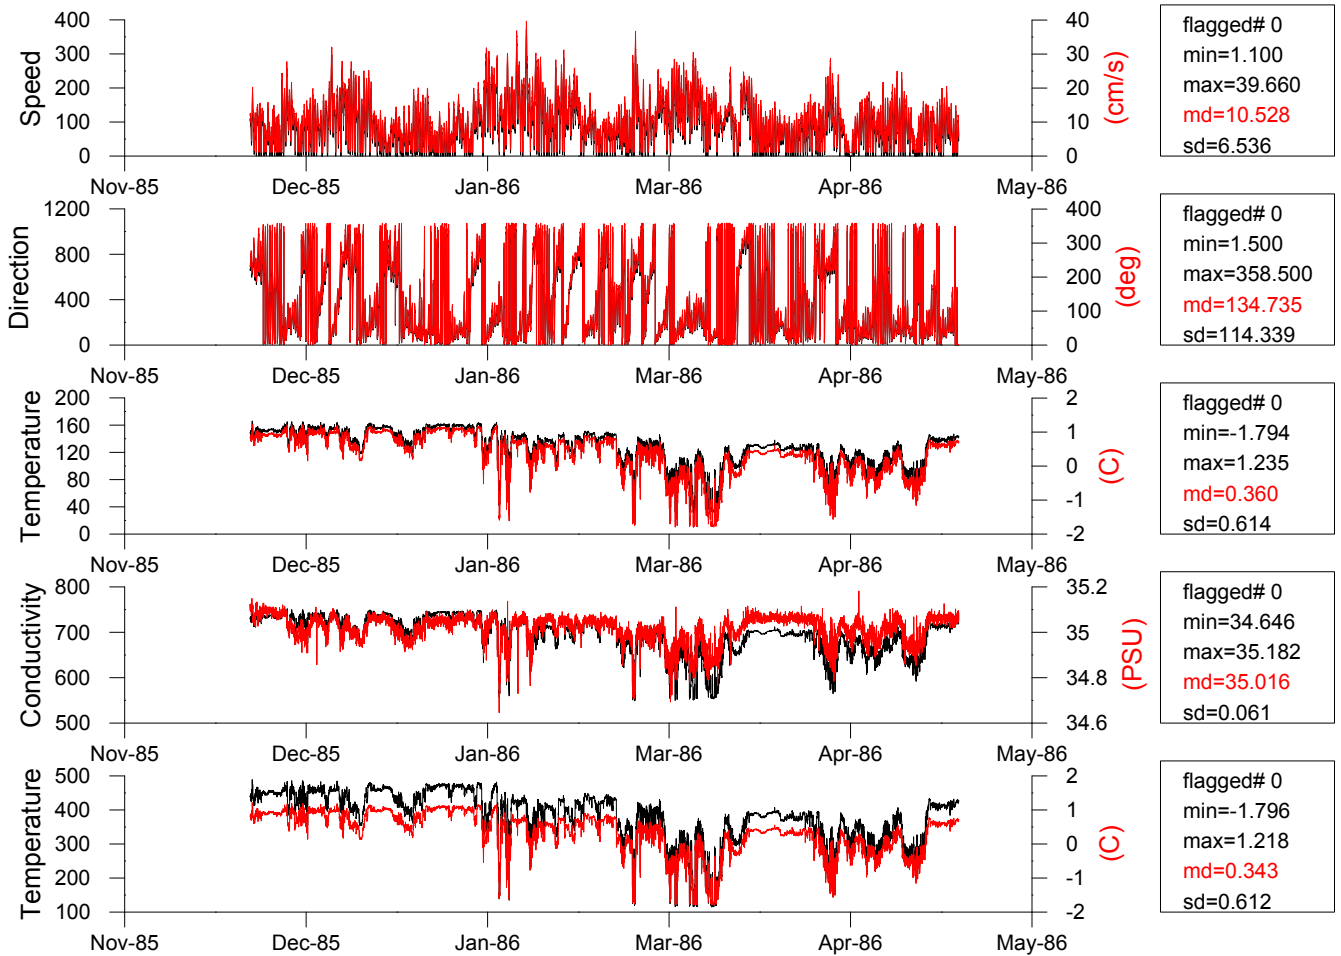 Speed
400
300
200
100
0
40
30
20
10
0
(cm/s)
Nov-85 Dec-85 Jan-86 Mar-86 Apr-86 May-86
flagged# 0
min=1.100
max=39.660
md=10.528
sd=6.536
Direction
1200
800
400
0
400
300
200
100
0
(deg)
Nov-85 Dec-85 Jan-86 Mar-86 Apr-86 May-86
flagged# 0
min=1.500
max=358.500
md=134.735
sd=114.339
Temperature
200
160
120
80
40
0
2
1
0
-1
-2
(C)
Nov-85 Dec-85 Jan-86 Mar-86 Apr-86 May-86
flagged# 0
min=-1.794
max=1.235
md=0.360
sd=0.614
Conductivity
800
700
600
500
35.2
35
34.8
34.6
(PSU)
Nov-85 Dec-85 Jan-86 Mar-86 Apr-86 May-86
flagged# 0
min=34.646
max=35.182
md=35.016
sd=0.061
Temperature
500
400
300
200
100
2
1
0
-1
-2
(C)
Nov-85 Dec-85 Jan-86 Mar-86 Apr-86 May-86
flagged# 0
min=-1.796
max=1.218
md=0.343
sd=0.612